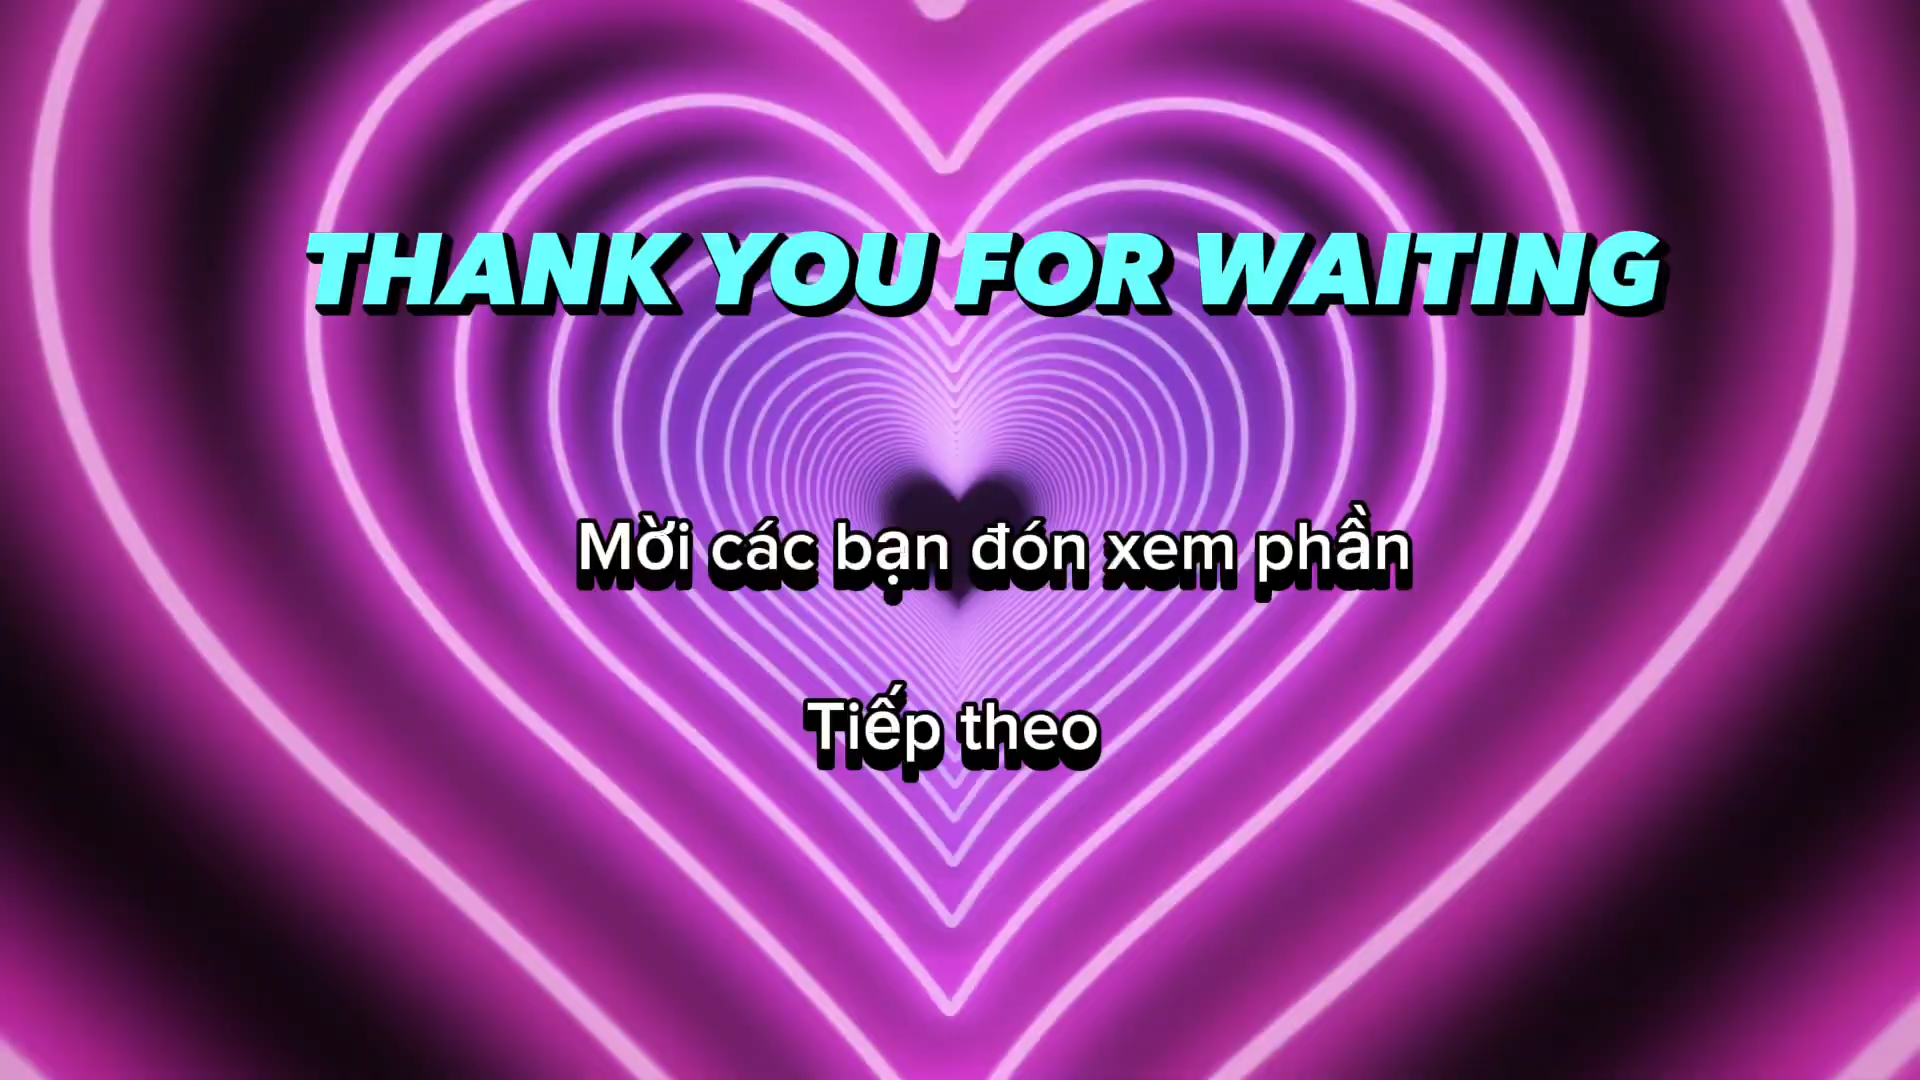 THANK YOU FOR WAITING
Mời các bạn đón xem phần
Tiếp theo